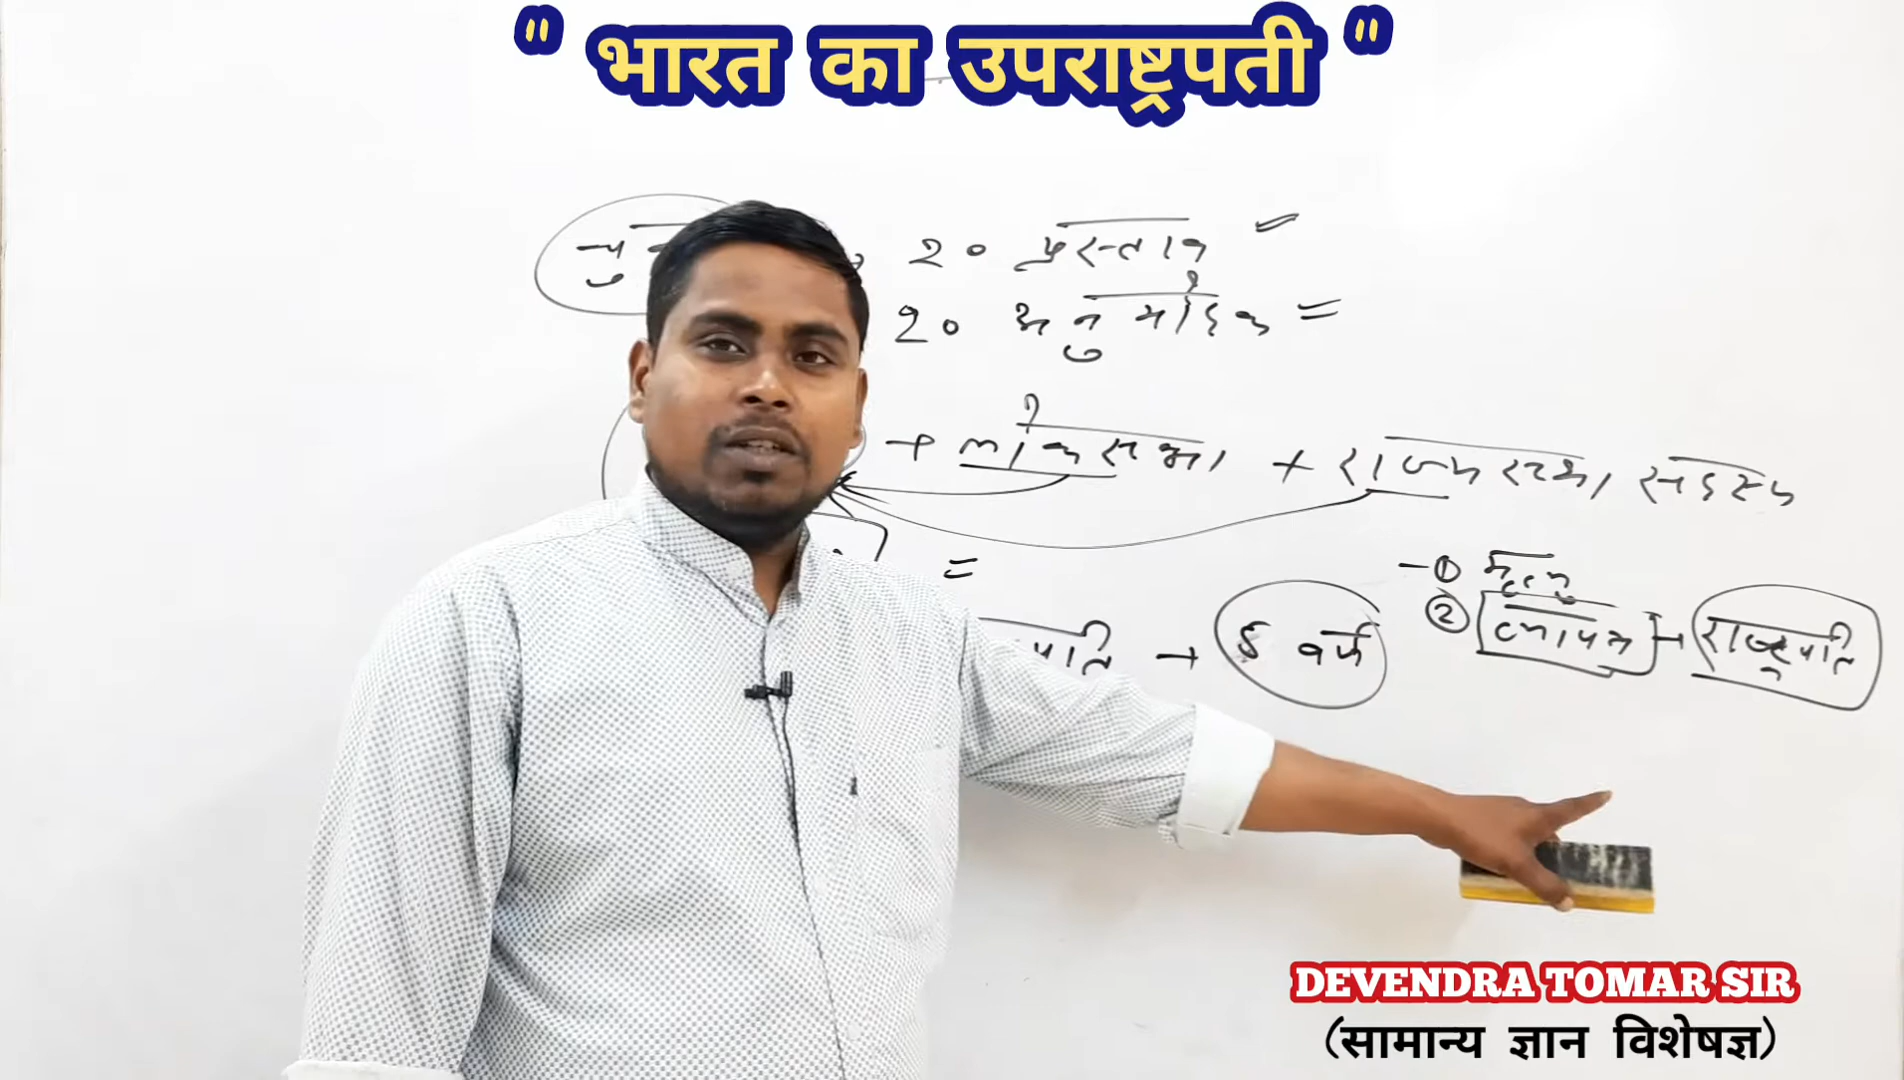 " भारत का उपराष्ट्रपती "
20 प्रस्ताव
20 अनुमोदक =
+ लोकसभा + राज्यसभा सदस्य
=
① मृत्यु
→ 5 वर्ष ② त्यागपत्र → राष्ट्रपति
DEVENDRA TOMAR SIR
(सामान्य ज्ञान विशेषज्ञ)